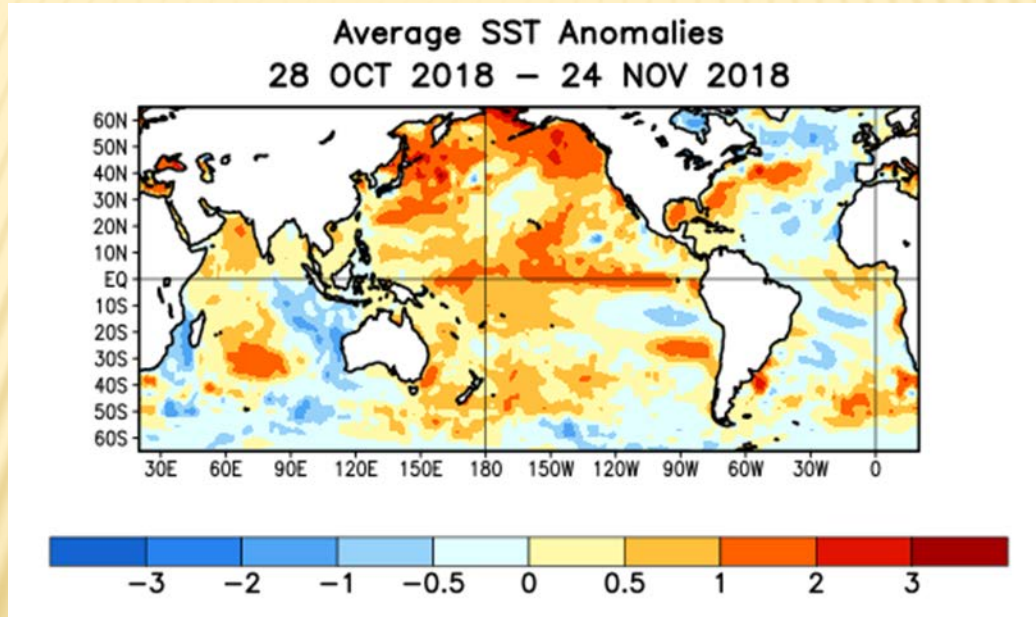 Average SST Anomalies
28 OCT 2018 – 24 NOV 2018
60N
50N
40N
30N
20N
10N
EQ
10S
20S
30S
40S
50S
60S
30E 60E 90E 120E 150E 180 150W 120W 90W 60W 30W 0
−3 −2 −1 −0.5 0 0.5 1 2 3